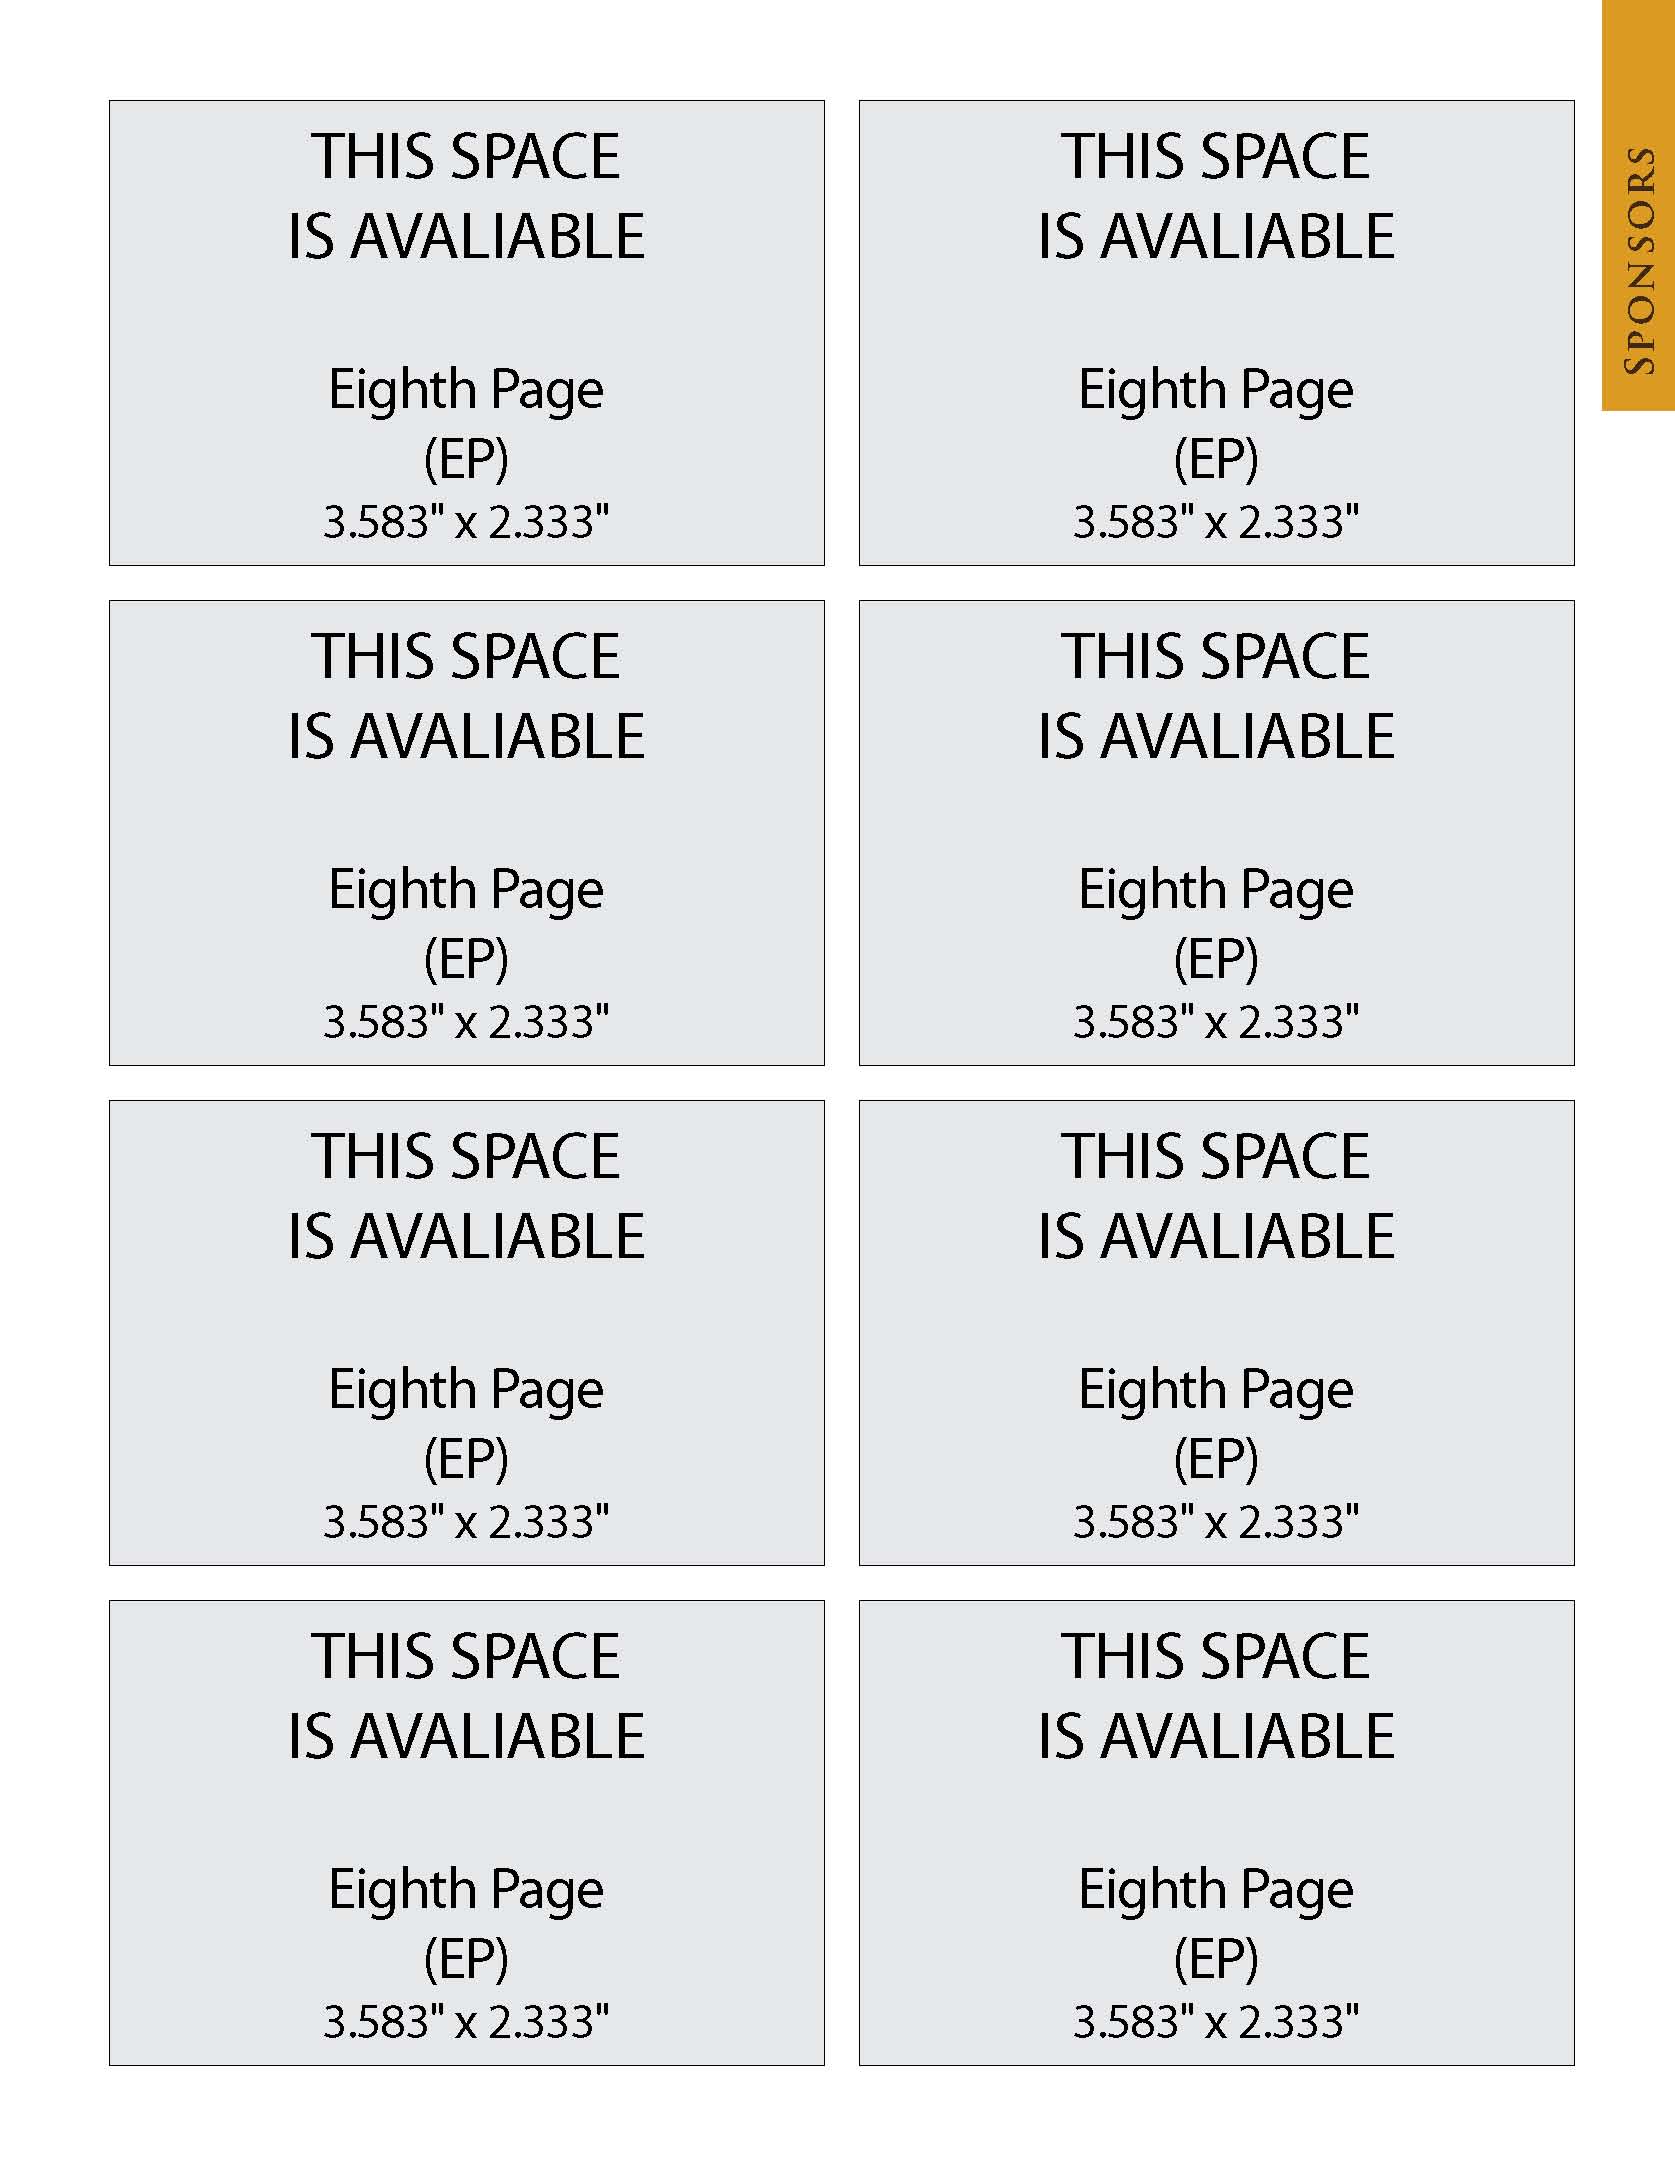 SPONSORS
THIS SPACE
IS AVALIABLE
Eighth Page
(EP)
3.583" x 2.333"
THIS SPACE
IS AVALIABLE
Eighth Page
(EP)
3.583" x 2.333"
THIS SPACE
IS AVALIABLE
Eighth Page
(EP)
3.583" x 2.333"
THIS SPACE
IS AVALIABLE
Eighth Page
(EP)
3.583" x 2.333"
THIS SPACE
IS AVALIABLE
Eighth Page
(EP)
3.583" x 2.333"
THIS SPACE
IS AVALIABLE
Eighth Page
(EP)
3.583" x 2.333"
THIS SPACE
IS AVALIABLE
Eighth Page
(EP)
3.583" x 2.333"
THIS SPACE
IS AVALIABLE
Eighth Page
(EP)
3.583" x 2.333"